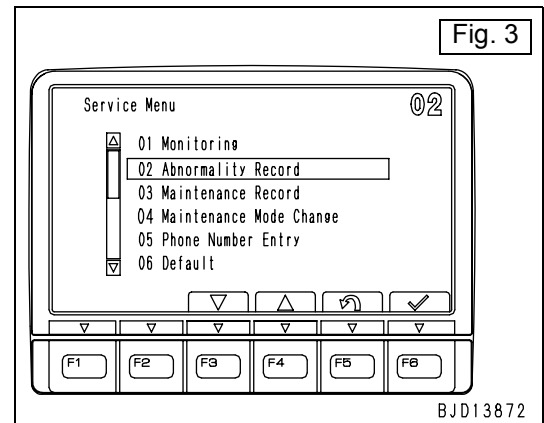 Fig. 3
Service Menu 02
01 Monitoring
02 Abnormality Record
03 Maintenance Record
04 Maintenance Mode Change
05 Phone Number Entry
06 Default
F1 F2 F3 F4 F5 F6
BJD13872